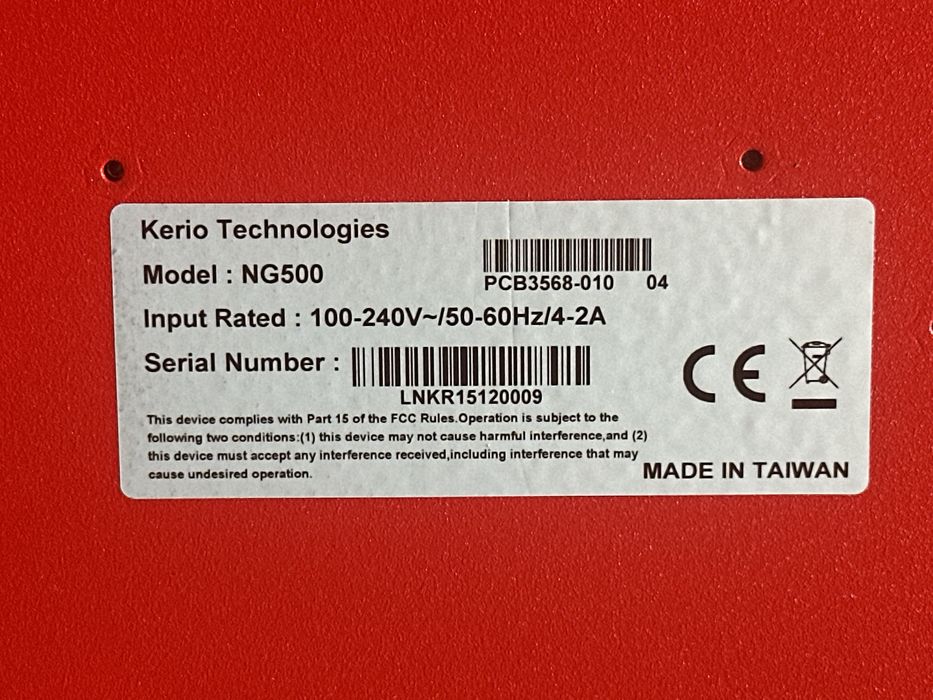 Kerio Technologies
Model : NG500
PCB3568-010 04
Input Rated : 100-240V~/50-60Hz/4-2A
Serial Number :
LNKR15120009
This device complies with Part 15 of the FCC Rules.Operation is subject to the
following two conditions:(1) this device may not cause harmful interference,and (2)
this device must accept any interference received,including interference that may
cause undesired operation.
CE
MADE IN TAIWAN